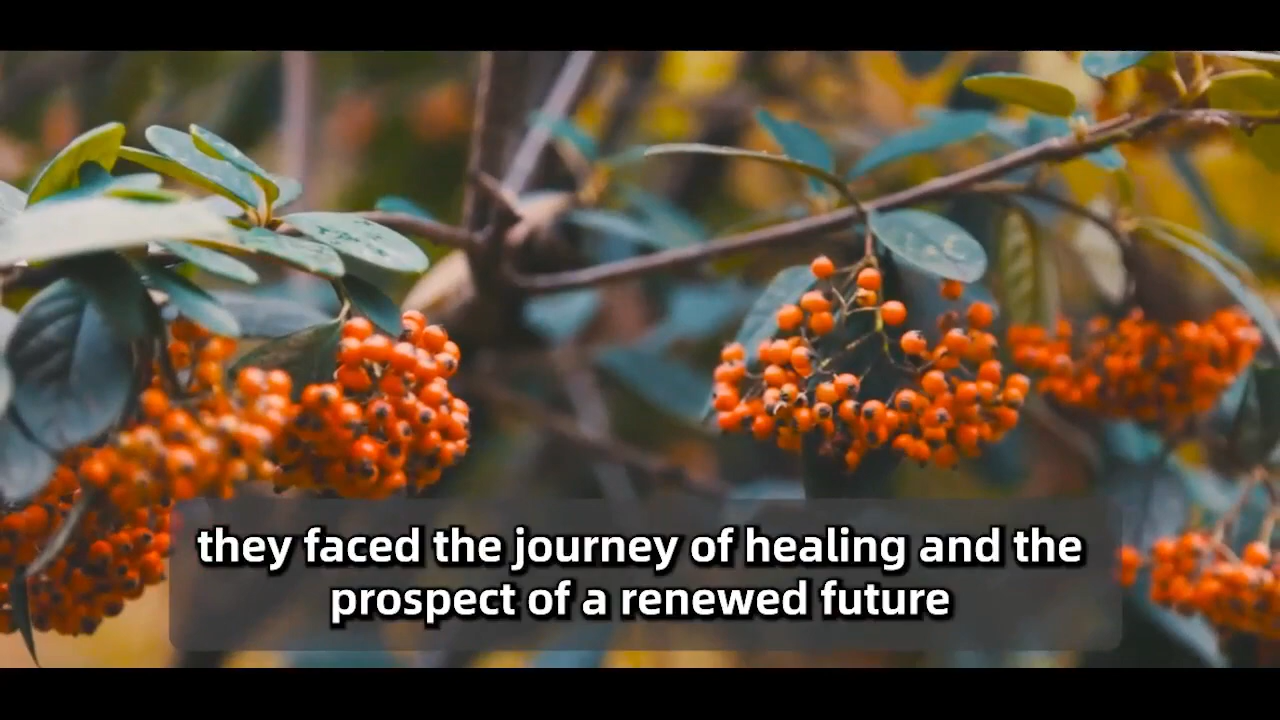 they faced the journey of healing and the
prospect of a renewed future